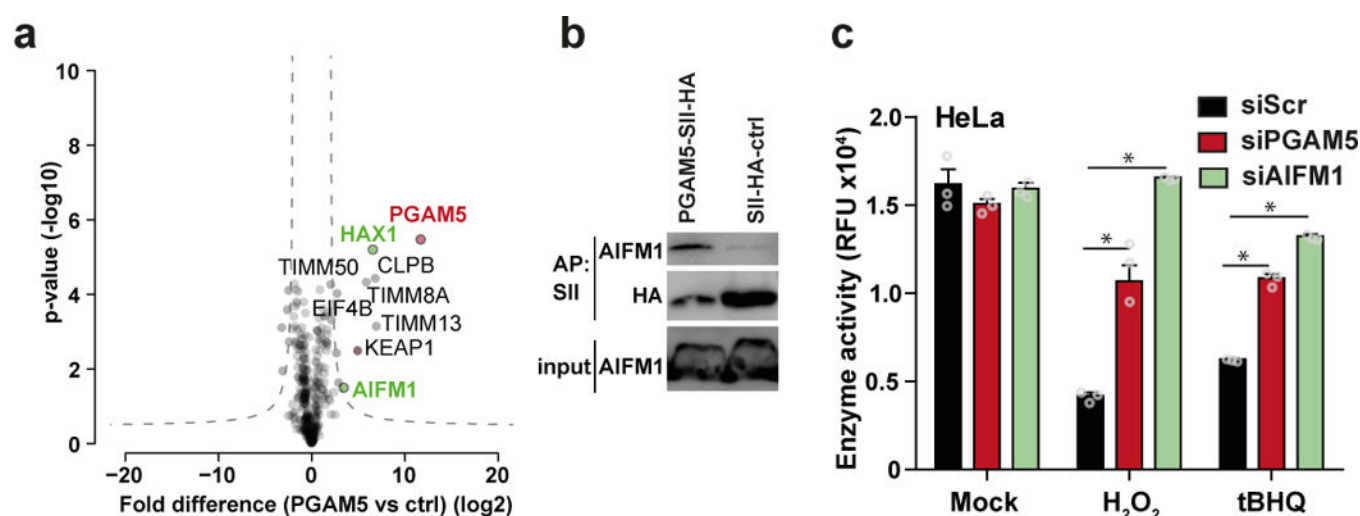 a
p-value (-log10)
10
8
6
4
2
0
−20
−10
0
10
20
Fold difference (PGAM5 vs ctrl) (log2)
PGAM5
HAX1
TIMM50
CLPB
EIF4B
TIMM8A
TIMM13
KEAP1
AIFM1
b
PGAM5-SII-HA
SII-HA-ctrl
AP:
SII
AIFM1
HA
input
AIFM1
c
HeLa
siScr
siPGAM5
siAIFM1
Enzyme activity (RFU x10⁴)
2.0
1.5
1.0
0.5
0
*
*
*
*
Mock
H₂O₂
tBHQ